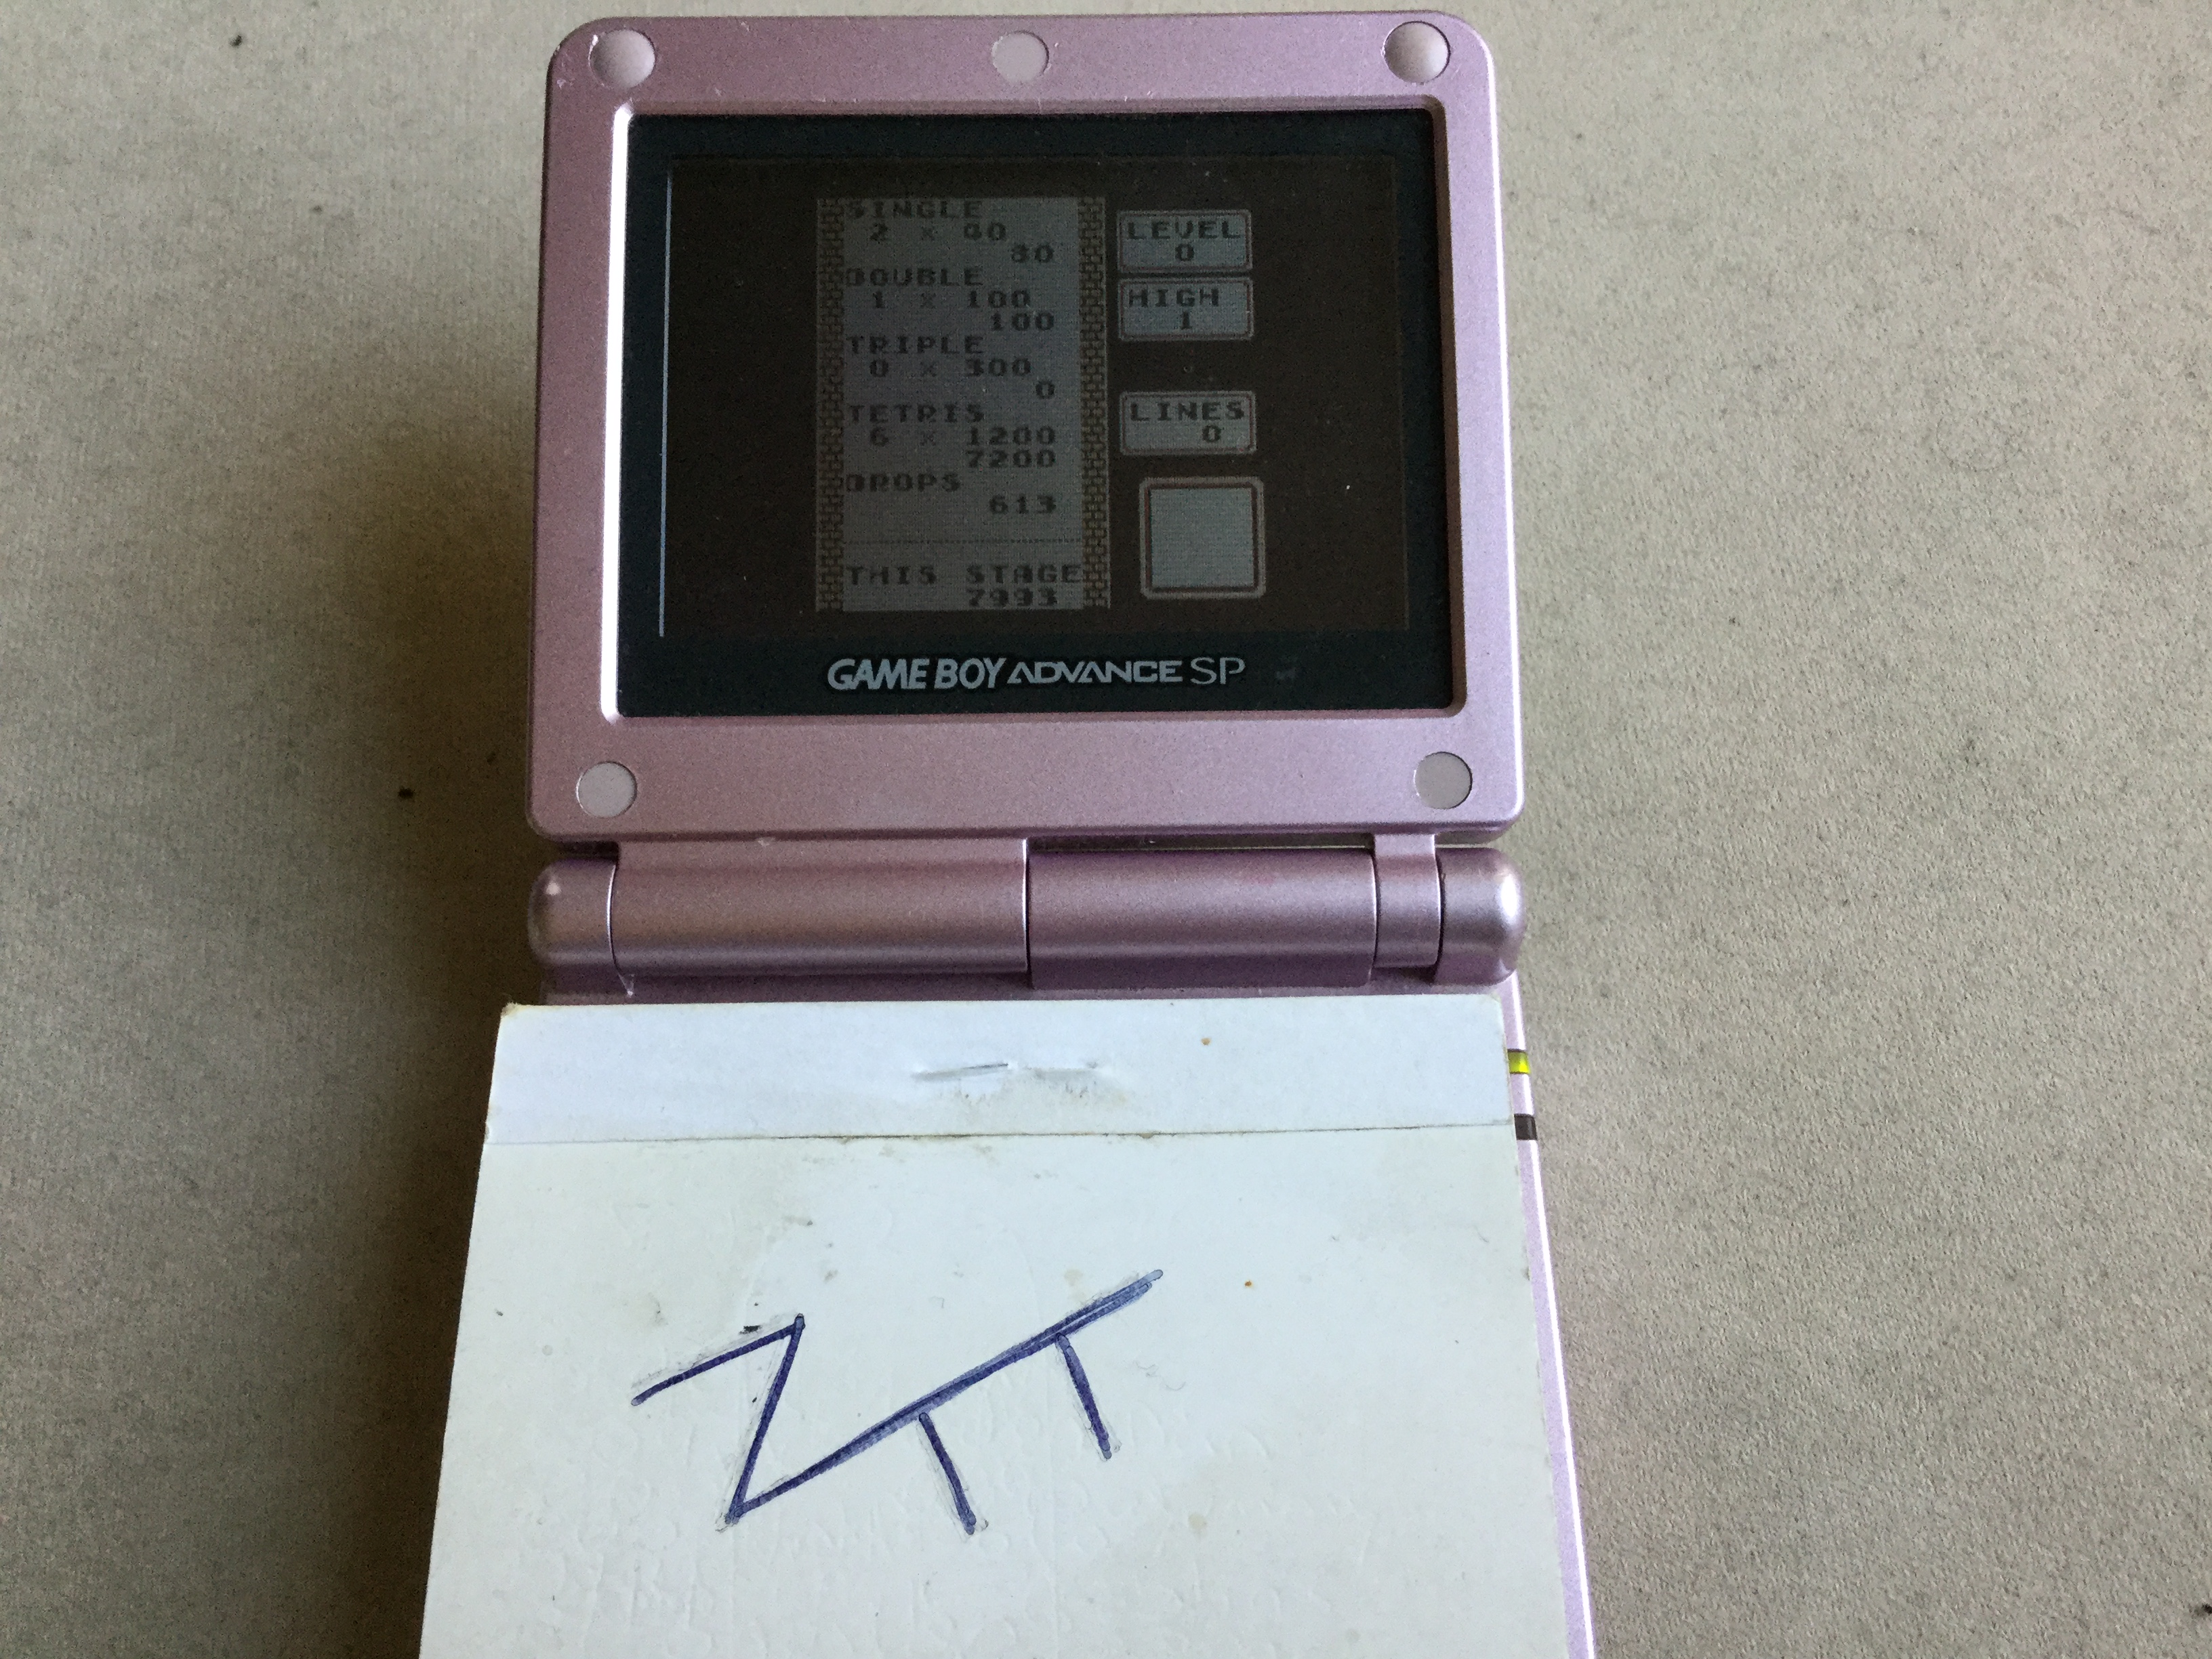 SINGLE
2 x 40
80
DOUBLE
1 x 100
100
TRIPLE
0 x 300
0
TETRIS
6 x 1200
7200
DROPS
613
THIS STAGE
7993
LEVEL
0
HIGH
1
LINES
0
GAME BOY ADVANCE SP
ZTT